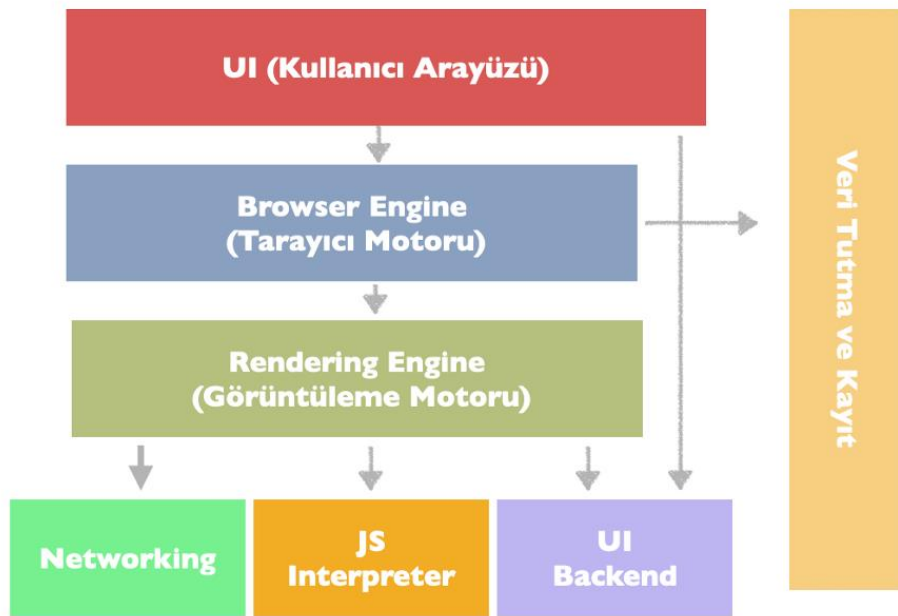 UI (Kullanıcı Arayüzü)
Browser Engine
(Tarayıcı Motoru)
Rendering Engine
(Görüntüleme Motoru)
Networking
JS
Interpreter
UI
Backend
Veri Tutma ve Kayıt